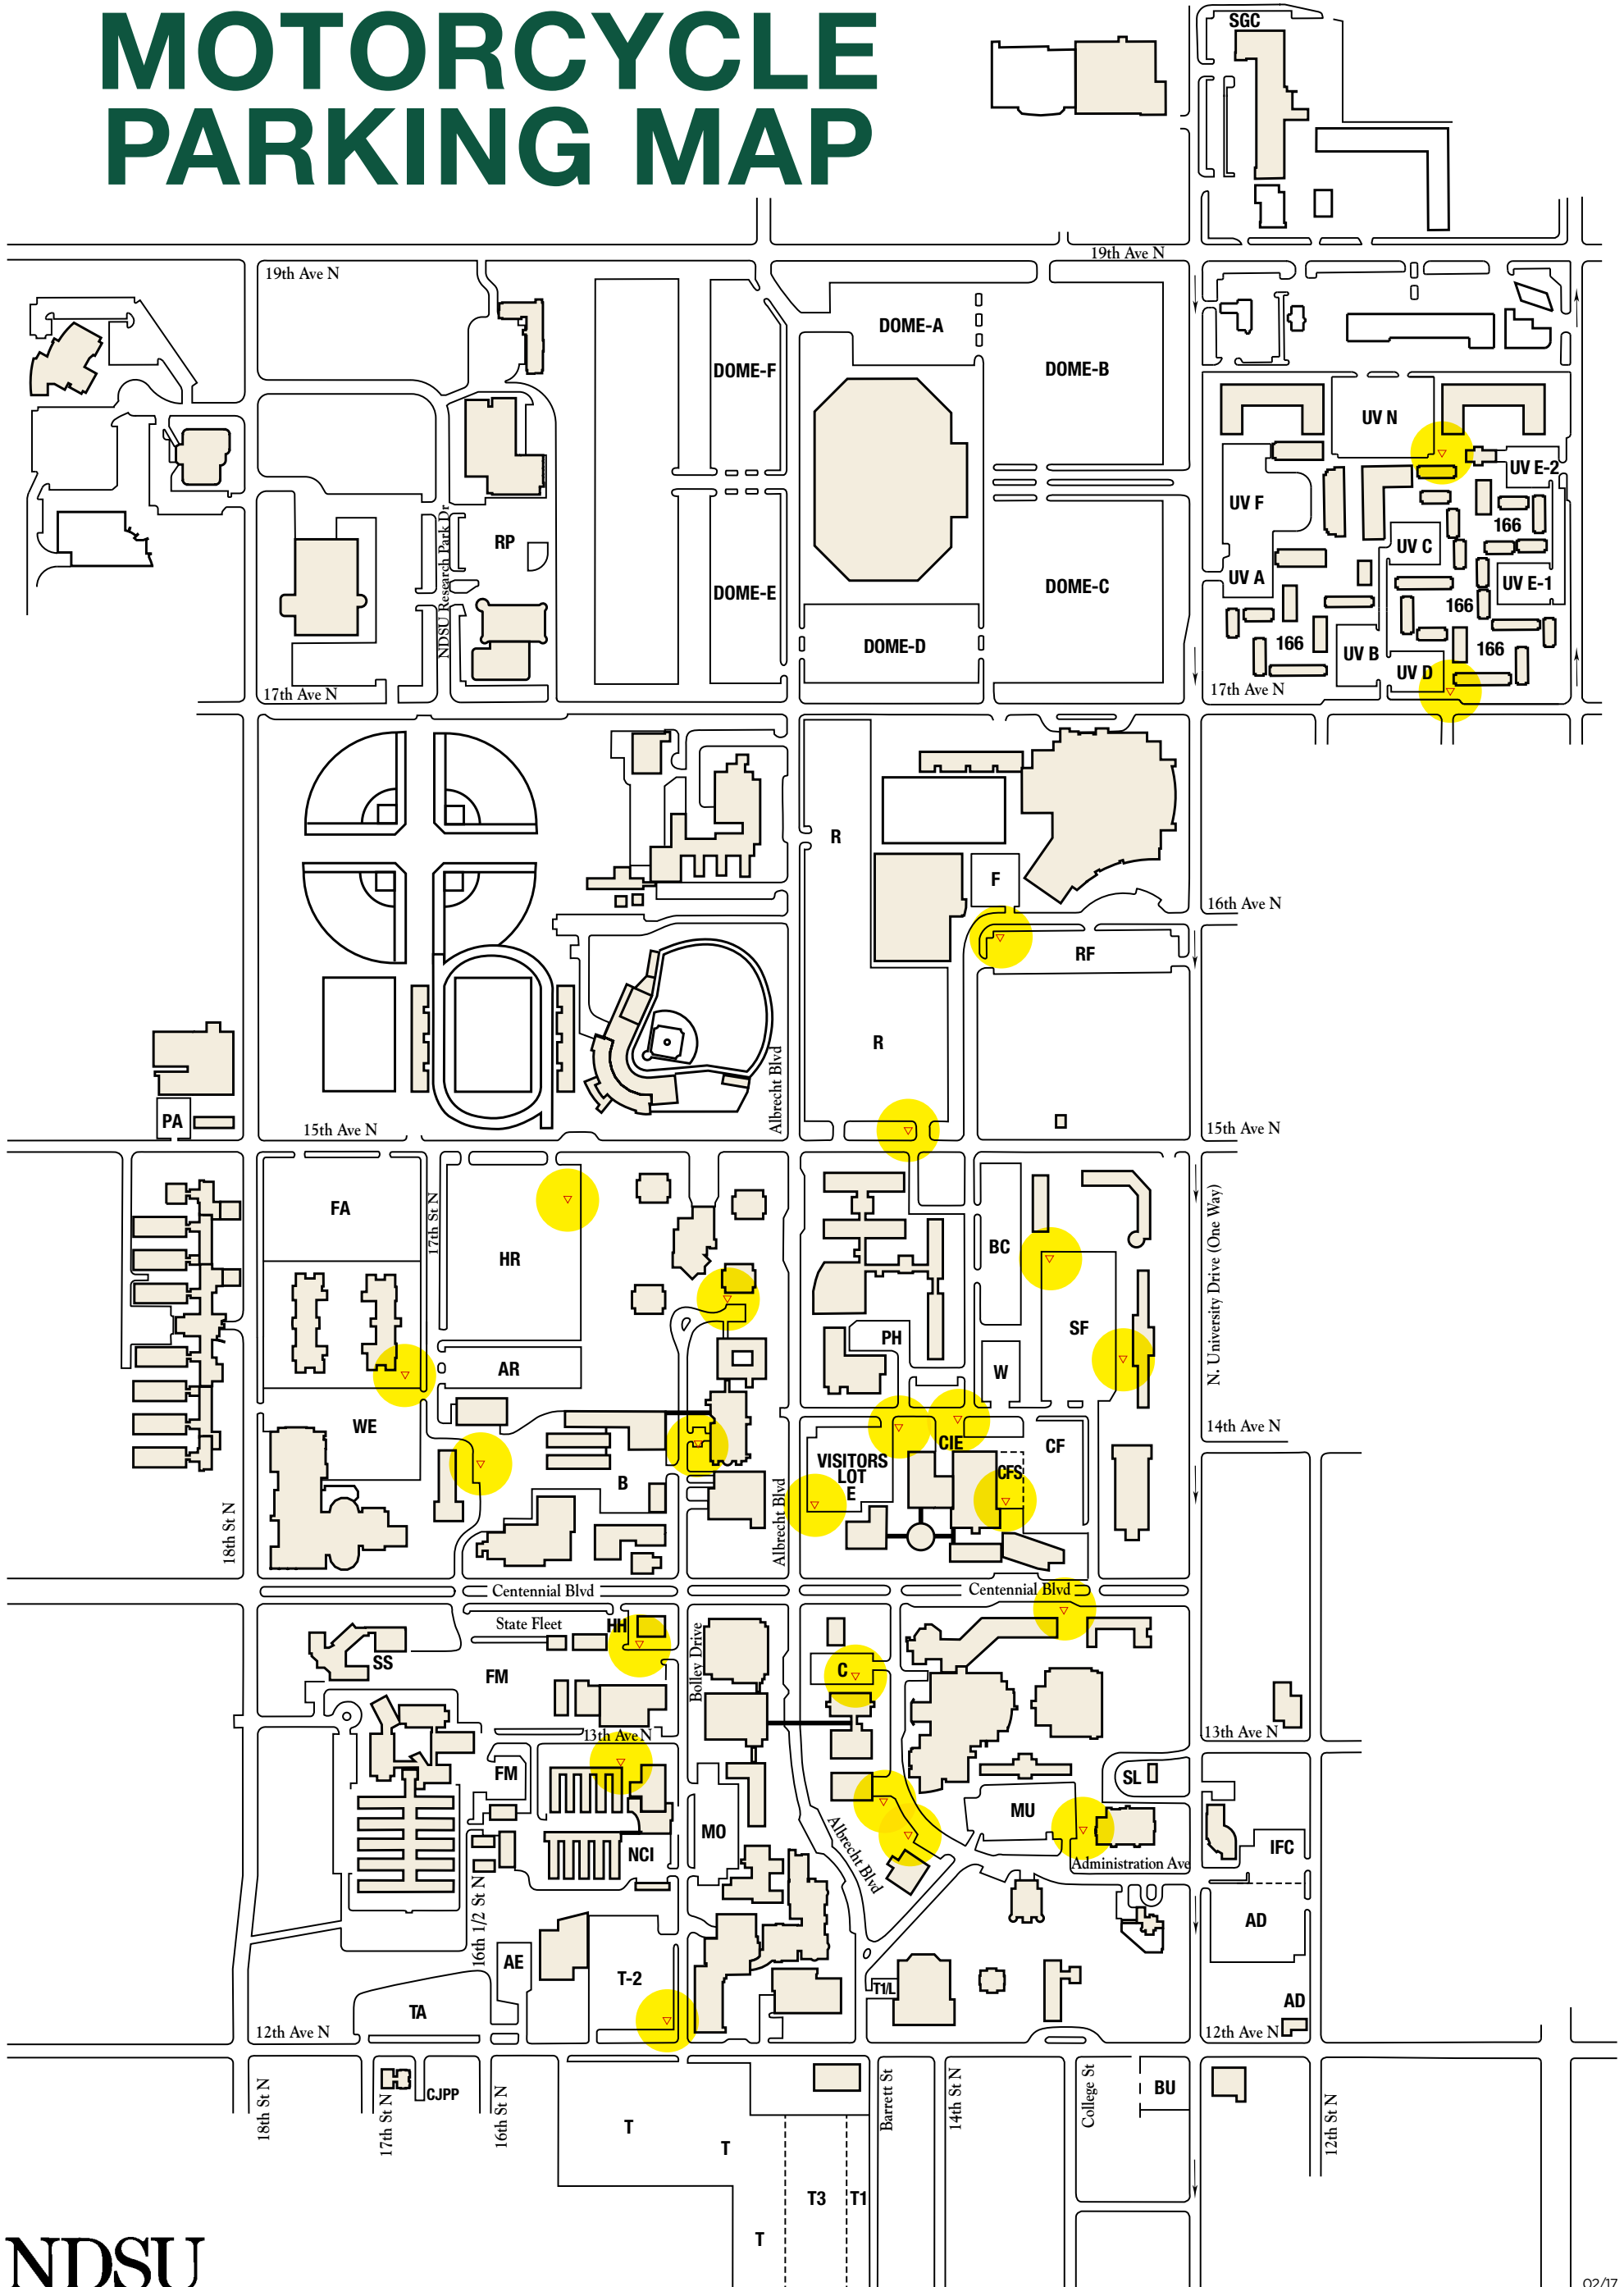 MOTORCYCLE
PARKING MAP
SGC
19th Ave N
19th Ave N
DOME-A
DOME-F
DOME-B
UV N
UV E-2
UV F
166
RP
UV C
NDSU Research Park Dr
UV A
UV E-1
DOME-E
DOME-C
166
166
DOME-D
166
UV B
UV D
17th Ave N
17th Ave N
R
F
16th Ave N
RF
R
Albrecht Blvd
PA
15th Ave N
15th Ave N
FA
17th St N
HR
BC
N. University Drive (One Way)
SF
PH
AR
W
WE
14th Ave N
CIE
CF
VISITORS
LOT
E
CFS
B
18th St N
Albrecht Blvd
Centennial Blvd
Centennial Blvd
State Fleet
HH
SS
Bolley Drive
C
FM
13th Ave N
13th Ave N
FM
SL
MU
MO
Albrecht Blvd
NCI
IFC
Administration Ave
16th 1/2 St N
AD
AE
T-2
T1/L
TA
AD
12th Ave N
12th Ave N
18th St N
17th St N
CJPP
16th St N
Barrett St
14th St N
College St
BU
12th St N
T
T
T3
T1
T
NDSU
02/17